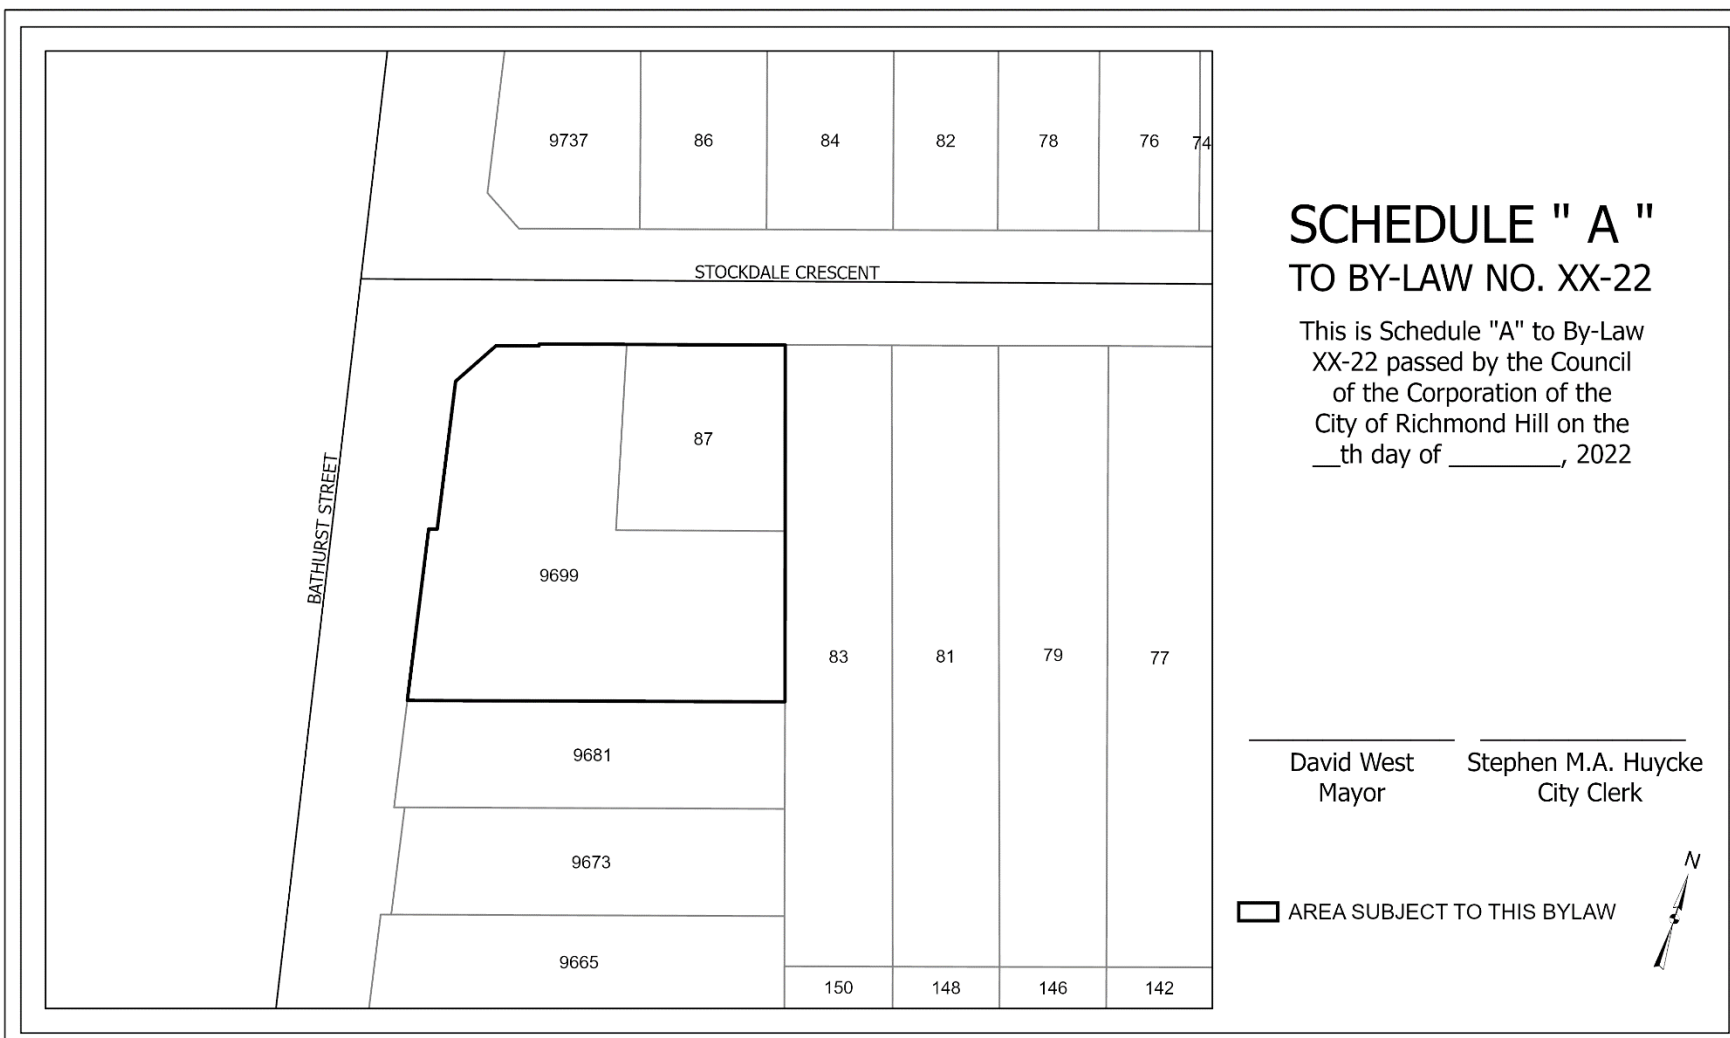 9737
86
84
82
78
76
74
STOCKDALE CRESCENT
87
BATHURST STREET
9699
83
81
79
77
9681
9673
9665
150
148
146
142
SCHEDULE " A "
TO BY-LAW NO. XX-22
This is Schedule "A" to By-Law
XX-22 passed by the Council
of the Corporation of the
City of Richmond Hill on the
__th day of ________, 2022
David West
Mayor
Stephen M.A. Huycke
City Clerk
N
AREA SUBJECT TO THIS BYLAW